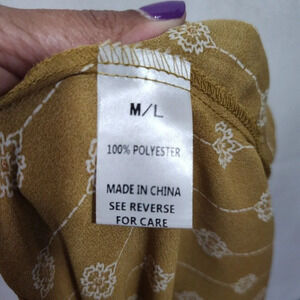 M/L
100% POLYESTER
MADE IN CHINA
SEE REVERSE
FOR CARE